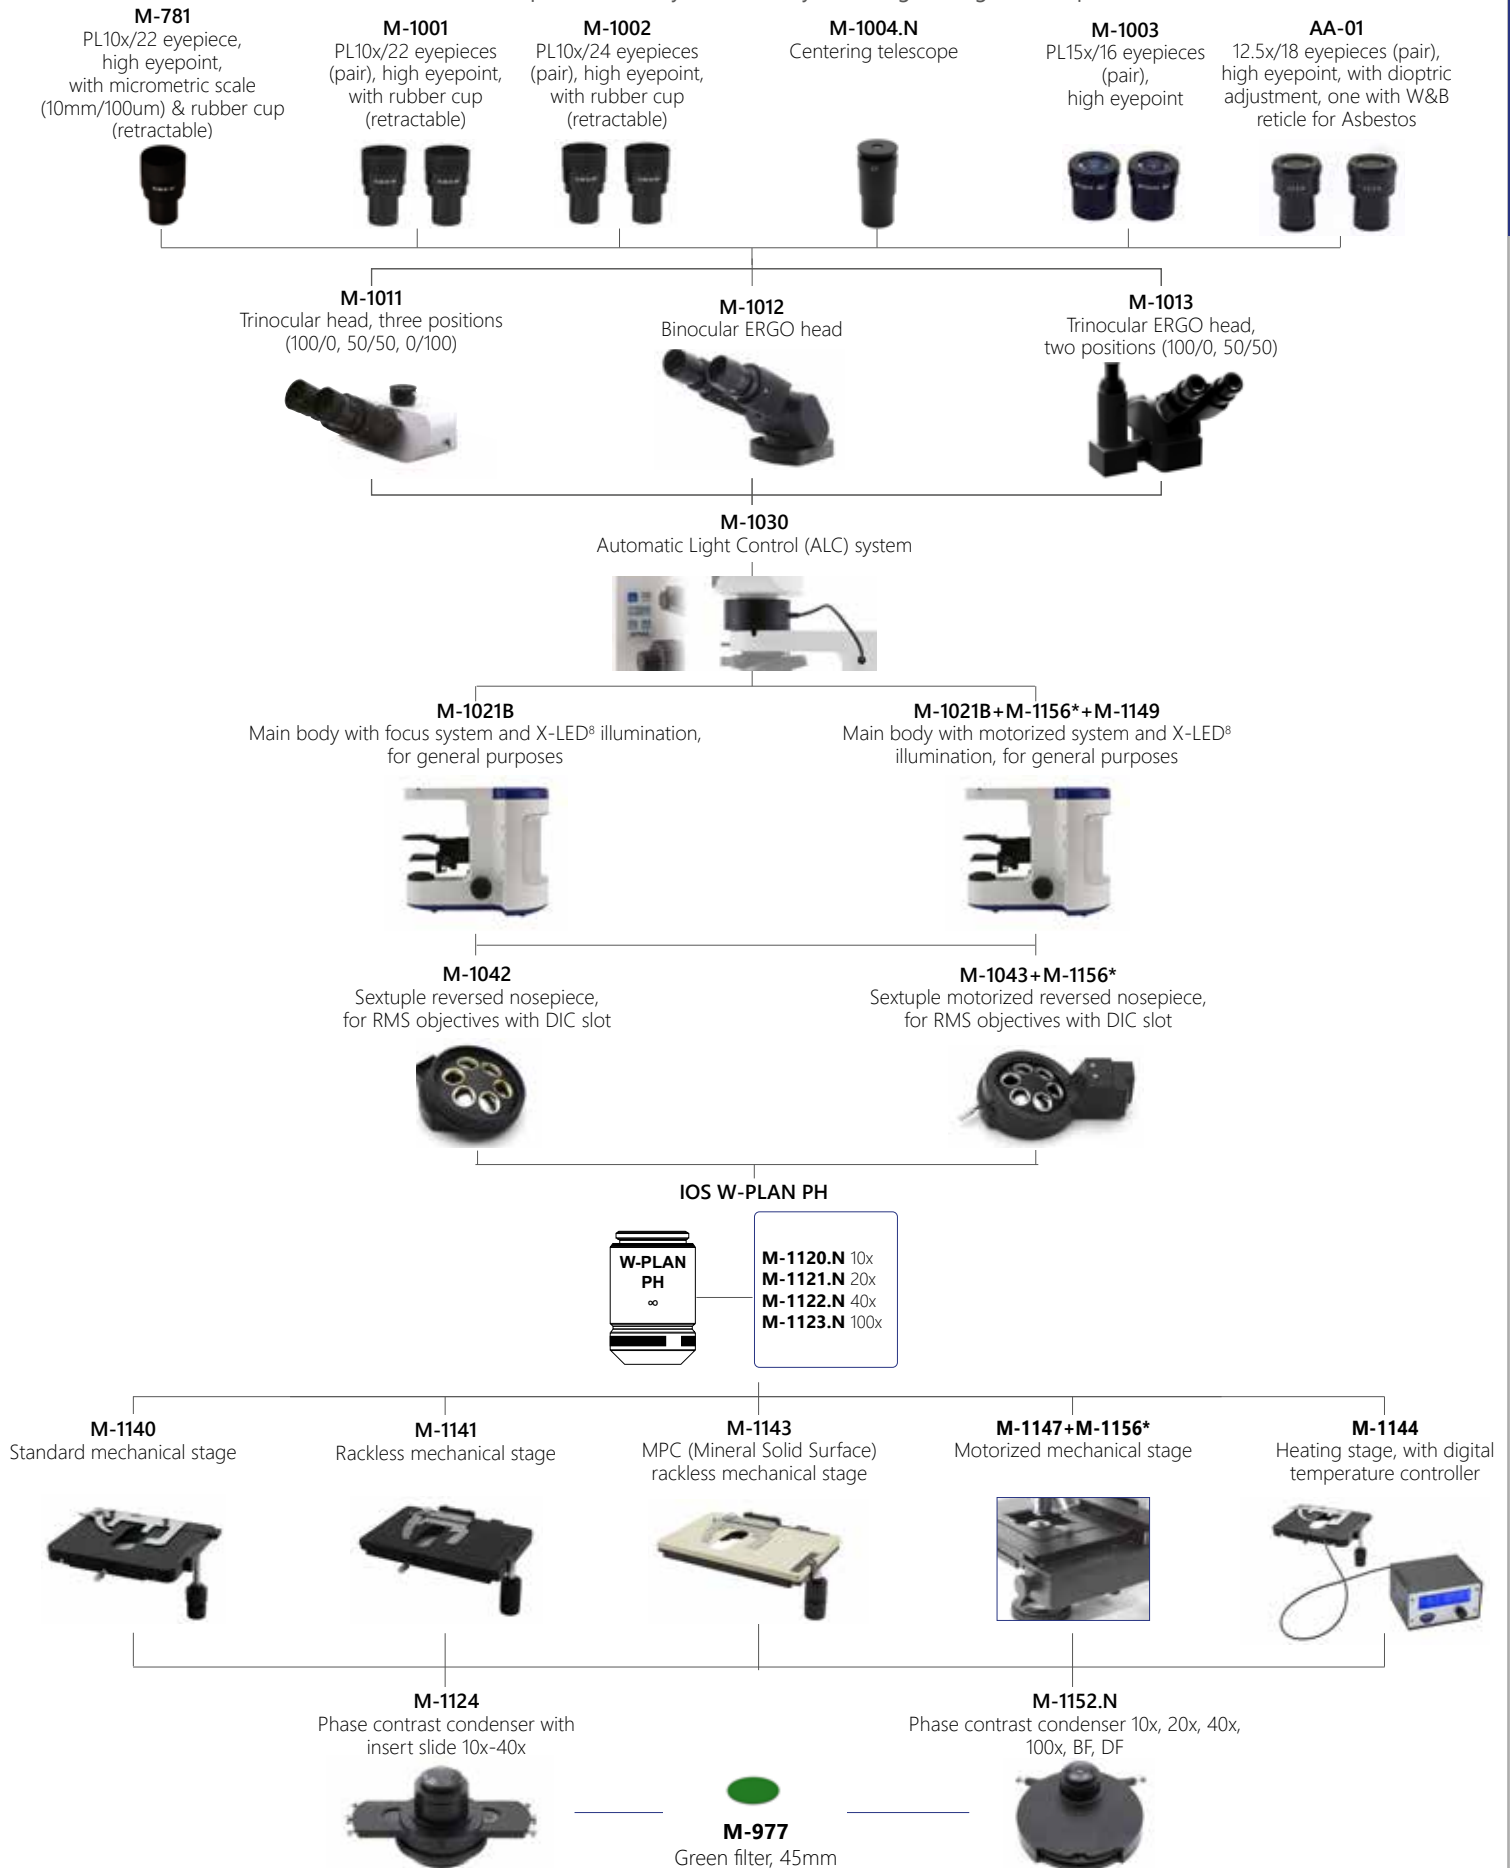 M-781
PL10x/22 eyepiece,
high eyepoint,
with micrometric scale
(10mm/100um) & rubber cup
(retractable)
M-1001
PL10x/22 eyepieces
(pair), high eyepoint,
with rubber cup
(retractable)
M-1002
PL10x/24 eyepieces
(pair), high eyepoint,
with rubber cup
(retractable)
M-1004.N
Centering telescope
M-1003
PL15x/16 eyepieces
(pair),
high eyepoint
AA-01
12.5x/18 eyepieces (pair),
high eyepoint, with dioptric
adjustment, one with W&B
reticle for Asbestos
M-1011
Trinocular head, three positions
(100/0, 50/50, 0/100)
M-1012
Binocular ERGO head
M-1013
Trinocular ERGO head,
two positions (100/0, 50/50)
M-1030
Automatic Light Control (ALC) system
M-1021B
Main body with focus system and X-LED⁸ illumination,
for general purposes
M-1021B+M-1156*+M-1149
Main body with motorized system and X-LED⁸
illumination, for general purposes
M-1042
Sextuple reversed nosepiece,
for RMS objectives with DIC slot
M-1043+M-1156*
Sextuple motorized reversed nosepiece,
for RMS objectives with DIC slot
IOS W-PLAN PH
W-PLAN
PH
∞
M-1120.N 10x
M-1121.N 20x
M-1122.N 40x
M-1123.N 100x
M-1140
Standard mechanical stage
M-1141
Rackless mechanical stage
M-1143
MPC (Mineral Solid Surface)
rackless mechanical stage
M-1147+M-1156*
Motorized mechanical stage
M-1144
Heating stage, with digital
temperature controller
M-1124
Phase contrast condenser with
insert slide 10x-40x
M-1152.N
Phase contrast condenser 10x, 20x, 40x,
100x, BF, DF
M-977
Green filter, 45mm